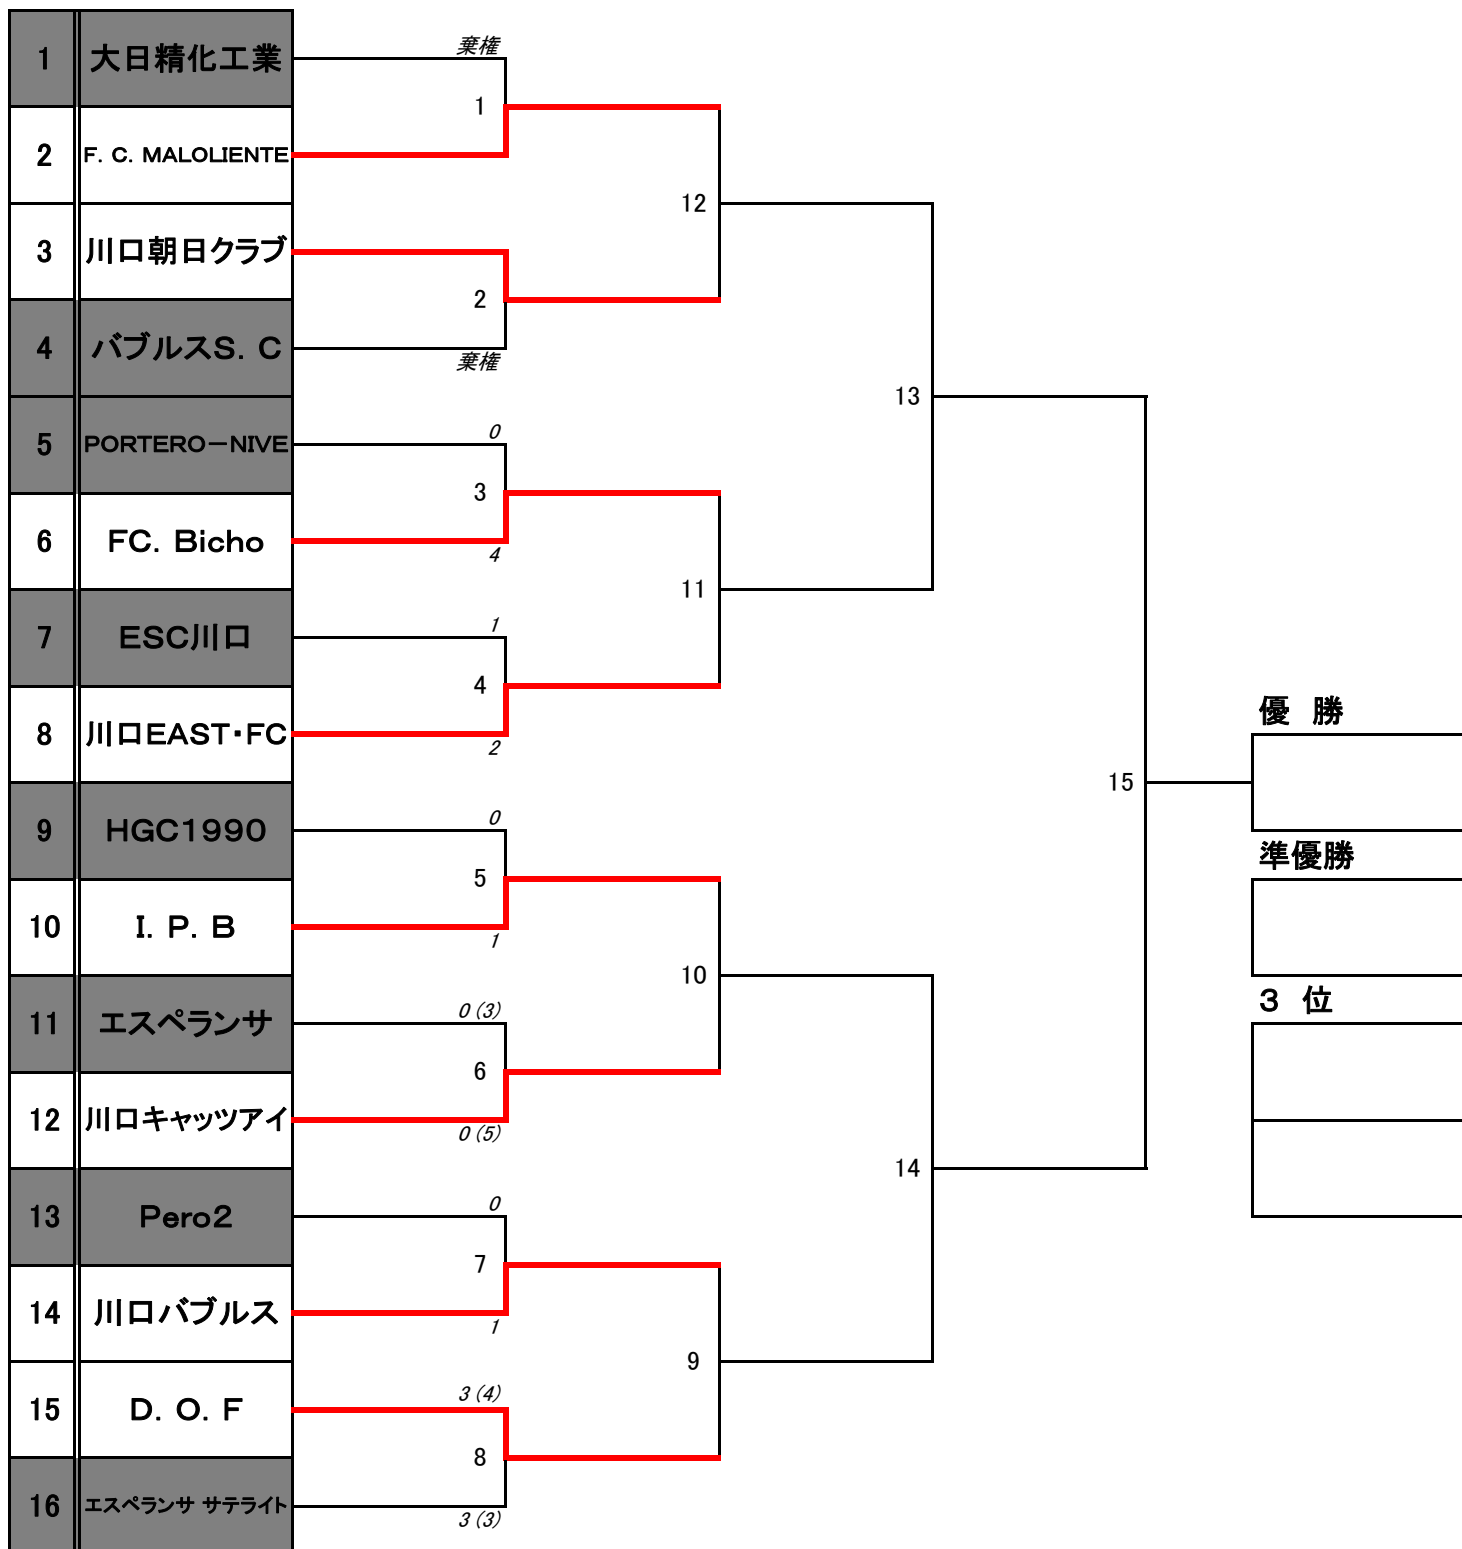 1 大日精化工業 棄権
1
2 F. C. MALOLIENTE
12
3 川口朝日クラブ
2
4 バブルスS. C 棄権
13
5 PORTERO－NIVE 0
3
6 FC. Bicho 4
11
7 ESC川口 1
4
8 川口EAST・FC 2
優 勝
15
9 HGC1990 0
準優勝
5
10 I. P. B 1
10
3 位
11 エスペランサ 0(3)
6
12 川口キャッツアイ 0(5)
14
13 Pero2 0
7
14 川口バブルス 1
9
15 D. O. F 3(4)
8
16 エスペランサ サテライト 3(3)